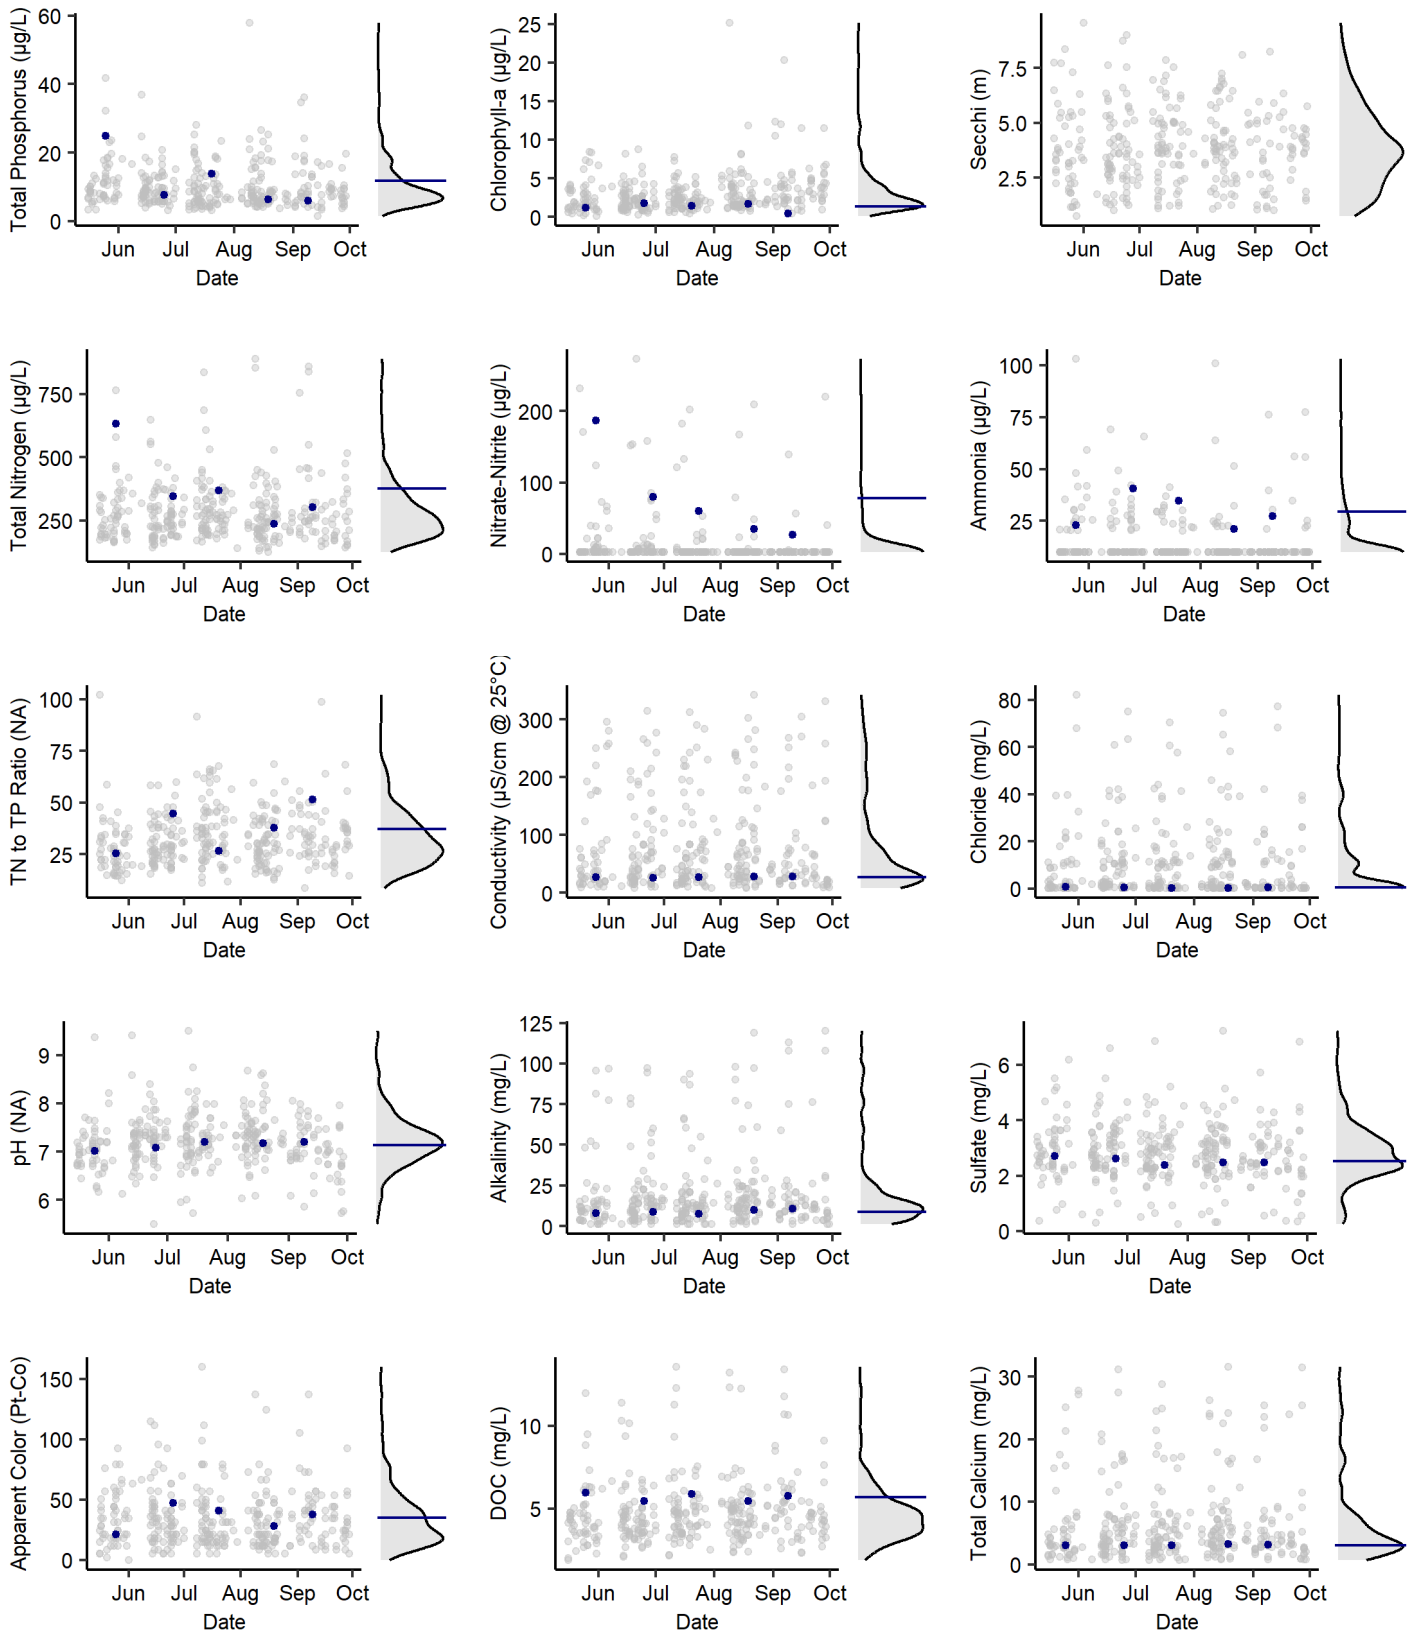 Total Phosphorus (µg/L)
60
40
20
0
Jun Jul Aug Sep Oct
Date
Chlorophyll-a (µg/L)
25
20
15
10
5
0
Jun Jul Aug Sep Oct
Date
Secchi (m)
7.5
5.0
2.5
Jun Jul Aug Sep Oct
Date
Total Nitrogen (µg/L)
750
500
250
Jun Jul Aug Sep Oct
Date
Nitrate-Nitrite (µg/L)
200
100
0
Jun Jul Aug Sep Oct
Date
Ammonia (µg/L)
100
75
50
25
Jun Jul Aug Sep Oct
Date
TN to TP Ratio (NA)
100
75
50
25
Jun Jul Aug Sep Oct
Date
Conductivity (µS/cm @ 25°C)
300
200
100
0
Jun Jul Aug Sep Oct
Date
Chloride (mg/L)
80
60
40
20
0
Jun Jul Aug Sep Oct
Date
pH (NA)
9
8
7
6
Jun Jul Aug Sep Oct
Date
Alkalinity (mg/L)
125
100
75
50
25
0
Jun Jul Aug Sep Oct
Date
Sulfate (mg/L)
6
4
2
0
Jun Jul Aug Sep Oct
Date
Apparent Color (Pt-Co)
150
100
50
0
Jun Jul Aug Sep Oct
Date
DOC (mg/L)
10
5
Jun Jul Aug Sep Oct
Date
Total Calcium (mg/L)
30
20
10
0
Jun Jul Aug Sep Oct
Date